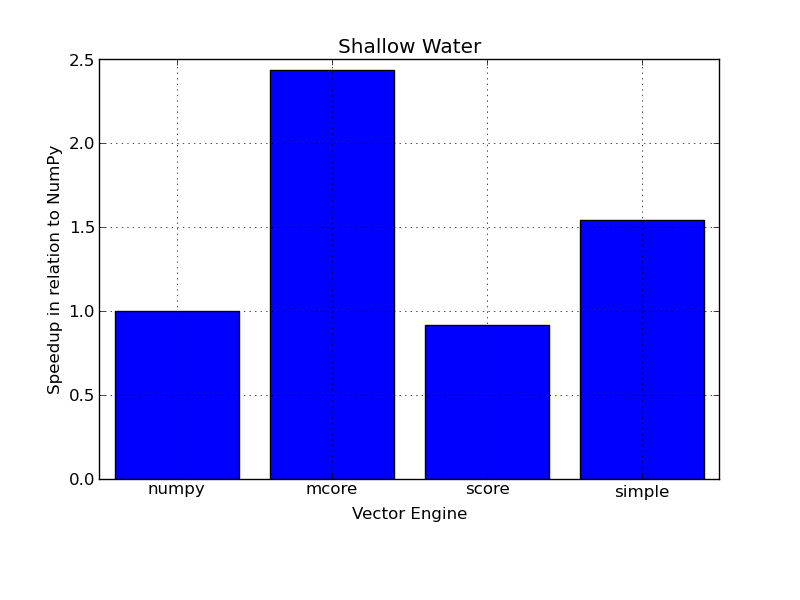 Shallow Water
Speedup in relation to NumPy
2.5
2.0
1.5
1.0
0.5
0.0
numpy mcore score simple
Vector Engine